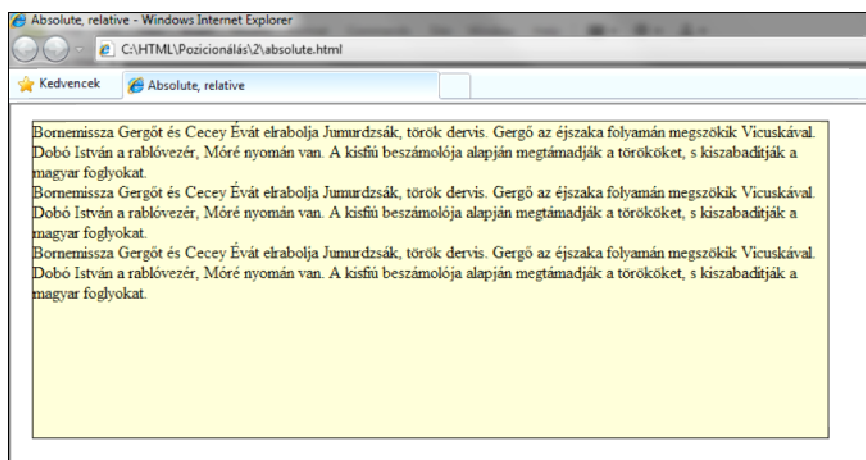 Absolute, relative - Windows Internet Explorer
C:\HTML\Pozicionálás\2\absolute.html
Kedvencek
Absolute, relative
Bornemissza Gergőt és Cecey Évát elrabolja Jumurdzsák, török dervis. Gergő az éjszaka folyamán megszökik Vicuskával.
Dobó István a rablóvezér, Móré nyomán van. A kisfiú beszámolója alapján megtámadják a törököket, s kiszabadítják a
magyar foglyokat.
Bornemissza Gergőt és Cecey Évát elrabolja Jumurdzsák, török dervis. Gergő az éjszaka folyamán megszökik Vicuskával.
Dobó István a rablóvezér, Móré nyomán van. A kisfiú beszámolója alapján megtámadják a törököket, s kiszabadítják a
magyar foglyokat.
Bornemissza Gergőt és Cecey Évát elrabolja Jumurdzsák, török dervis. Gergő az éjszaka folyamán megszökik Vicuskával.
Dobó István a rablóvezér, Móré nyomán van. A kisfiú beszámolója alapján megtámadják a törököket, s kiszabadítják a
magyar foglyokat.